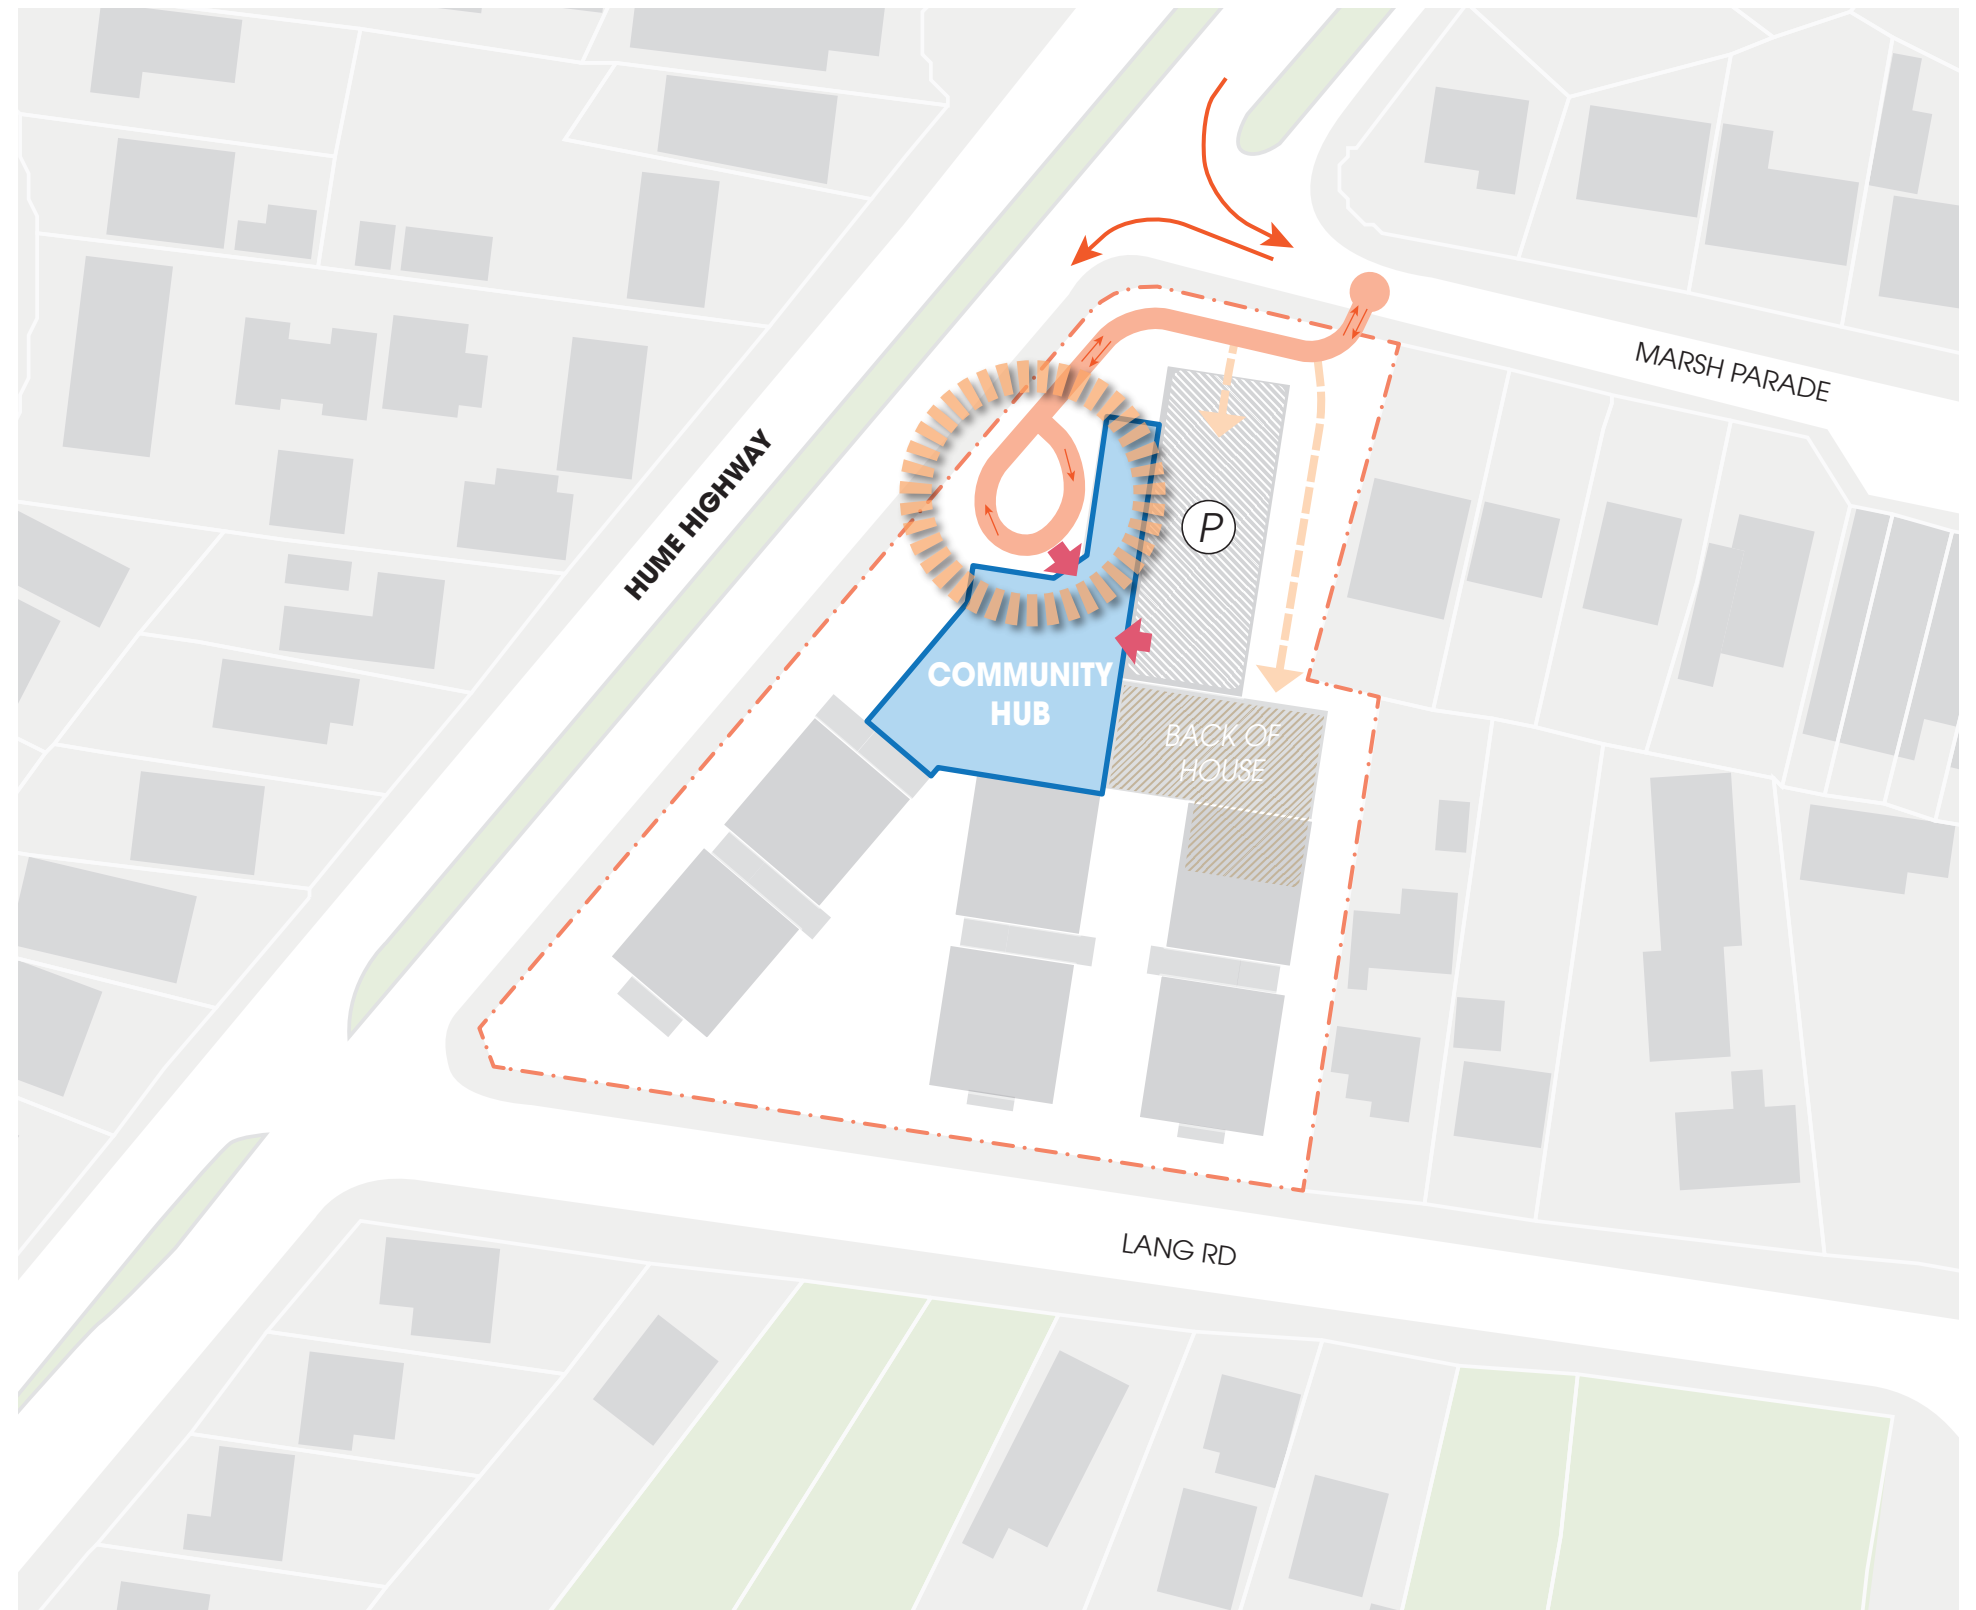 MARSH PARADE
HUME HIGHWAY
P
COMMUNITY
HUB
BACK OF
HOUSE
LANG RD